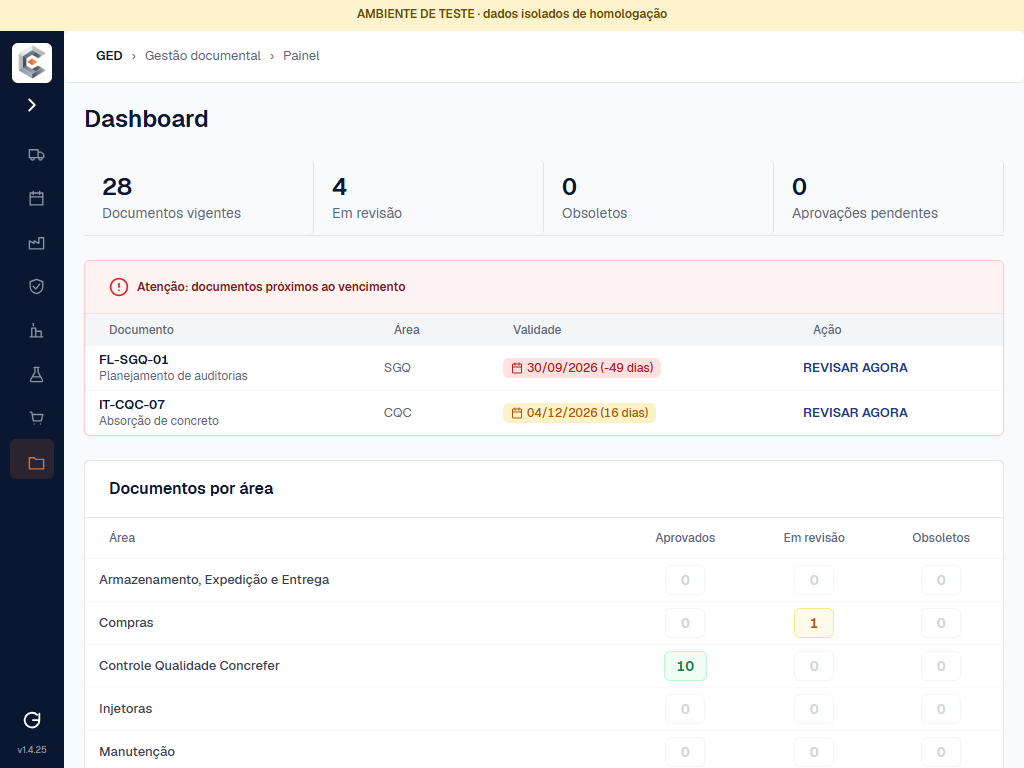 AMBIENTE DE TESTE · dados isolados de homologação
GED › Gestão documental › Painel
Dashboard
28
Documentos vigentes
4
Em revisão
0
Obsoletos
0
Aprovações pendentes
Atenção: documentos próximos ao vencimento
Documento Área Validade Ação
FL-SGQ-01
Planejamento de auditorias
SGQ
30/09/2026 (-49 dias)
REVISAR AGORA
IT-CQC-07
Absorção de concreto
CQC
04/12/2026 (16 dias)
REVISAR AGORA
Documentos por área
Área Aprovados Em revisão Obsoletos
Armazenamento, Expedição e Entrega 0 0 0
Compras 0 1 0
Controle Qualidade Concrefer 10 0 0
Injetoras 0 0 0
Manutenção 0 0 0
v1.4.25